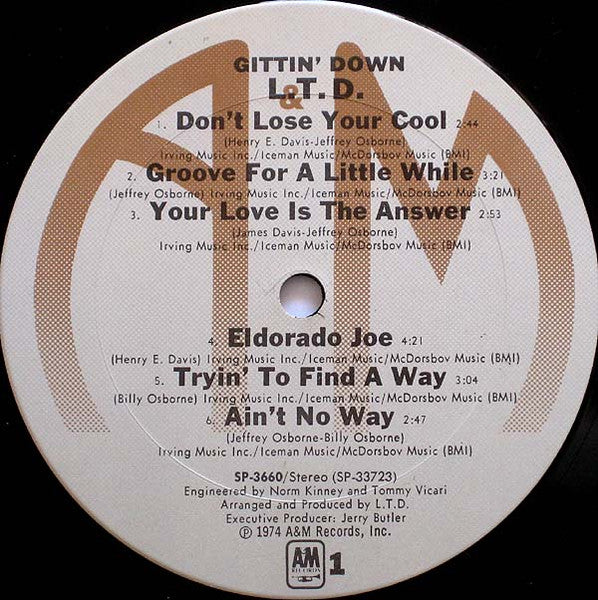 GITTIN' DOWN
L.T.D.
1. Don't Lose Your Cool 2:44
(Henry E. Davis-Jeffrey Osborne)
Irving Music Inc./Iceman Music/McDorsbov Music (BMI)
2. Groove For A Little While 3:21
(Jeffrey Osborne) Irving Music Inc./Iceman Music/McDorsbov Music (BMI)
3. Your Love Is The Answer 2:53
(James Davis-Jeffrey Osborne)
Irving Music Inc./Iceman Music/McDorsbov Music (BMI)
4. Eldorado Joe 4:21
(Henry E. Davis) Irving Music Inc./Iceman Music/McDorsbov Music (BMI)
5. Tryin' To Find A Way 3:04
(Billy Osborne) Irving Music Inc./Iceman Music/McDorsbov Music (BMI)
6. Ain't No Way 2:47
(Jeffrey Osborne-Billy Osborne)
Irving Music Inc./Iceman Music/McDorsbov Music (BMI)
SP-3660/Stereo (SP-33723)
Engineered by Norm Kinney and Tommy Vicari
Arranged and Produced by L.T.D.
Executive Producer: Jerry Butler
℗ 1974 A&M Records, Inc.
A&M RECORDS 1
A&M